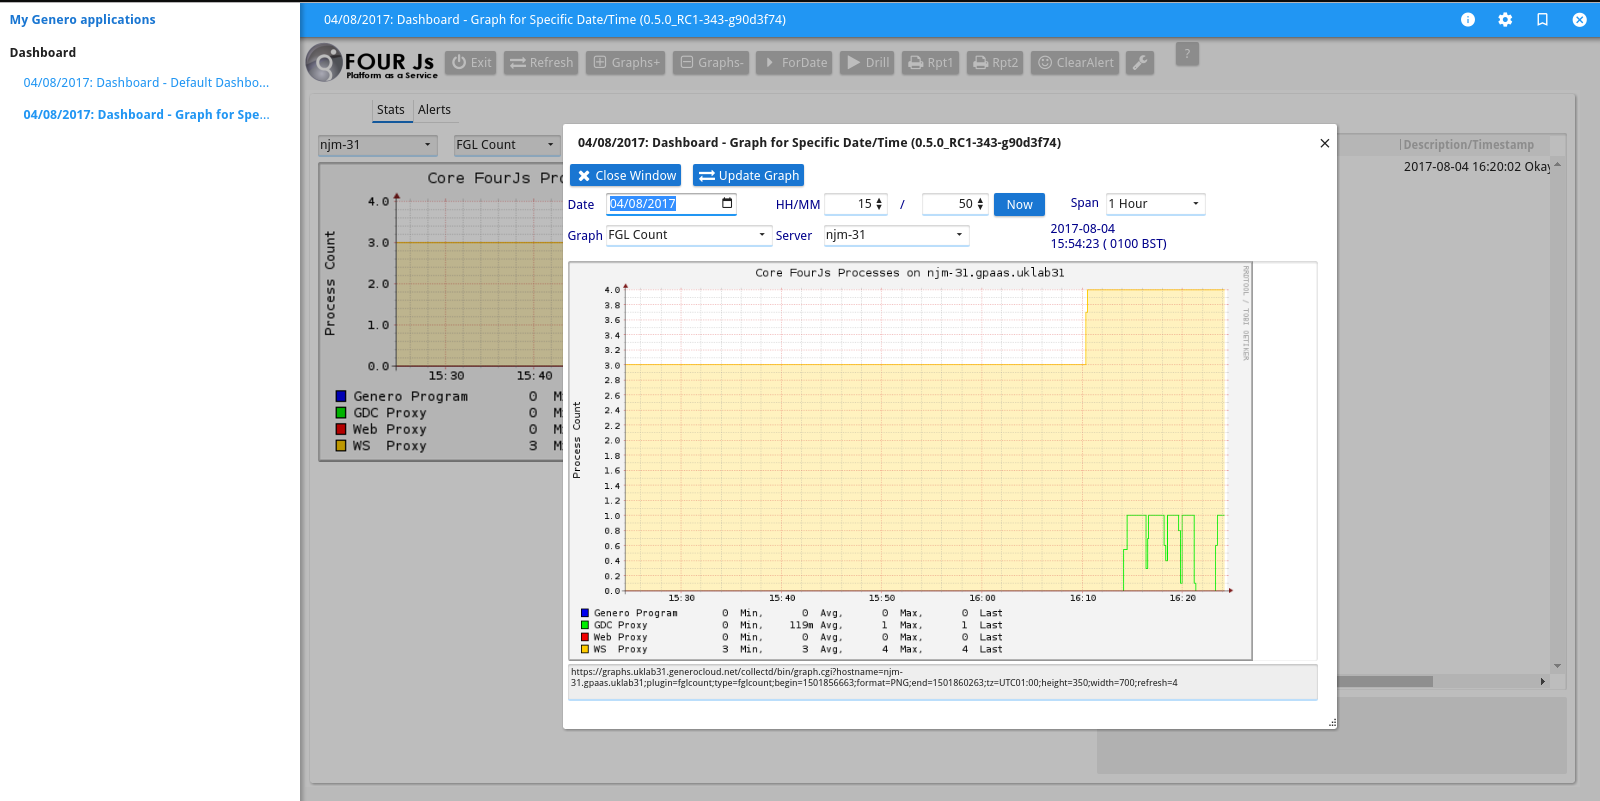 My Genero applications
Dashboard
04/08/2017: Dashboard - Default Dashbo...
04/08/2017: Dashboard - Graph for Spe...
04/08/2017: Dashboard - Graph for Specific Date/Time (0.5.0_RC1-343-g90d3f74)
FOUR Js
Platform as a Service
Exit
Refresh
Graphs+
Graphs-
ForDate
Drill
Rpt1
Rpt2
ClearAlert
?
Stats
Alerts
njm-31
FGL Count
Description/Timestamp
2017-08-04 16:20:02 Okay
Core FourJs Pro
4.0
3.0
2.0
1.0
0.0
Process Count
15:30 15:40
Genero Program 0
GDC Proxy 0
Web Proxy 0
WS Proxy 3
04/08/2017: Dashboard - Graph for Specific Date/Time (0.5.0_RC1-343-g90d3f74)
Close Window
Update Graph
Date 04/08/2017 HH/MM 15 / 50 Now Span 1 Hour
Graph FGL Count Server njm-31
2017-08-04
15:54:23 ( 0100 BST)
Core FourJs Processes on njm-31.gpaas.uklab31
RRDTOOL / TOBI OETIKER
4.0
3.8
3.6
3.4
3.2
3.0
2.8
2.6
2.4
2.2
2.0
1.8
1.6
1.4
1.2
1.0
0.8
0.6
0.4
0.2
0.0
Process Count
15:30 15:40 15:50 16:00 16:10 16:20
Genero Program 0 Min, 0 Avg, 0 Max, 0 Last
GDC Proxy 0 Min, 119m Avg, 1 Max, 1 Last
Web Proxy 0 Min, 0 Avg, 0 Max, 0 Last
WS Proxy 3 Min, 3 Avg, 4 Max, 4 Last
https://graphs.uklab31.generocloud.net/collectd/bin/graph.cgi?hostname=njm-
31.gpaas.uklab31;plugin=fglcount;type=fglcount;begin=1501856663;format=PNG;end=1501860263;tz=UTC01:00;height=350;width=700;refresh=4